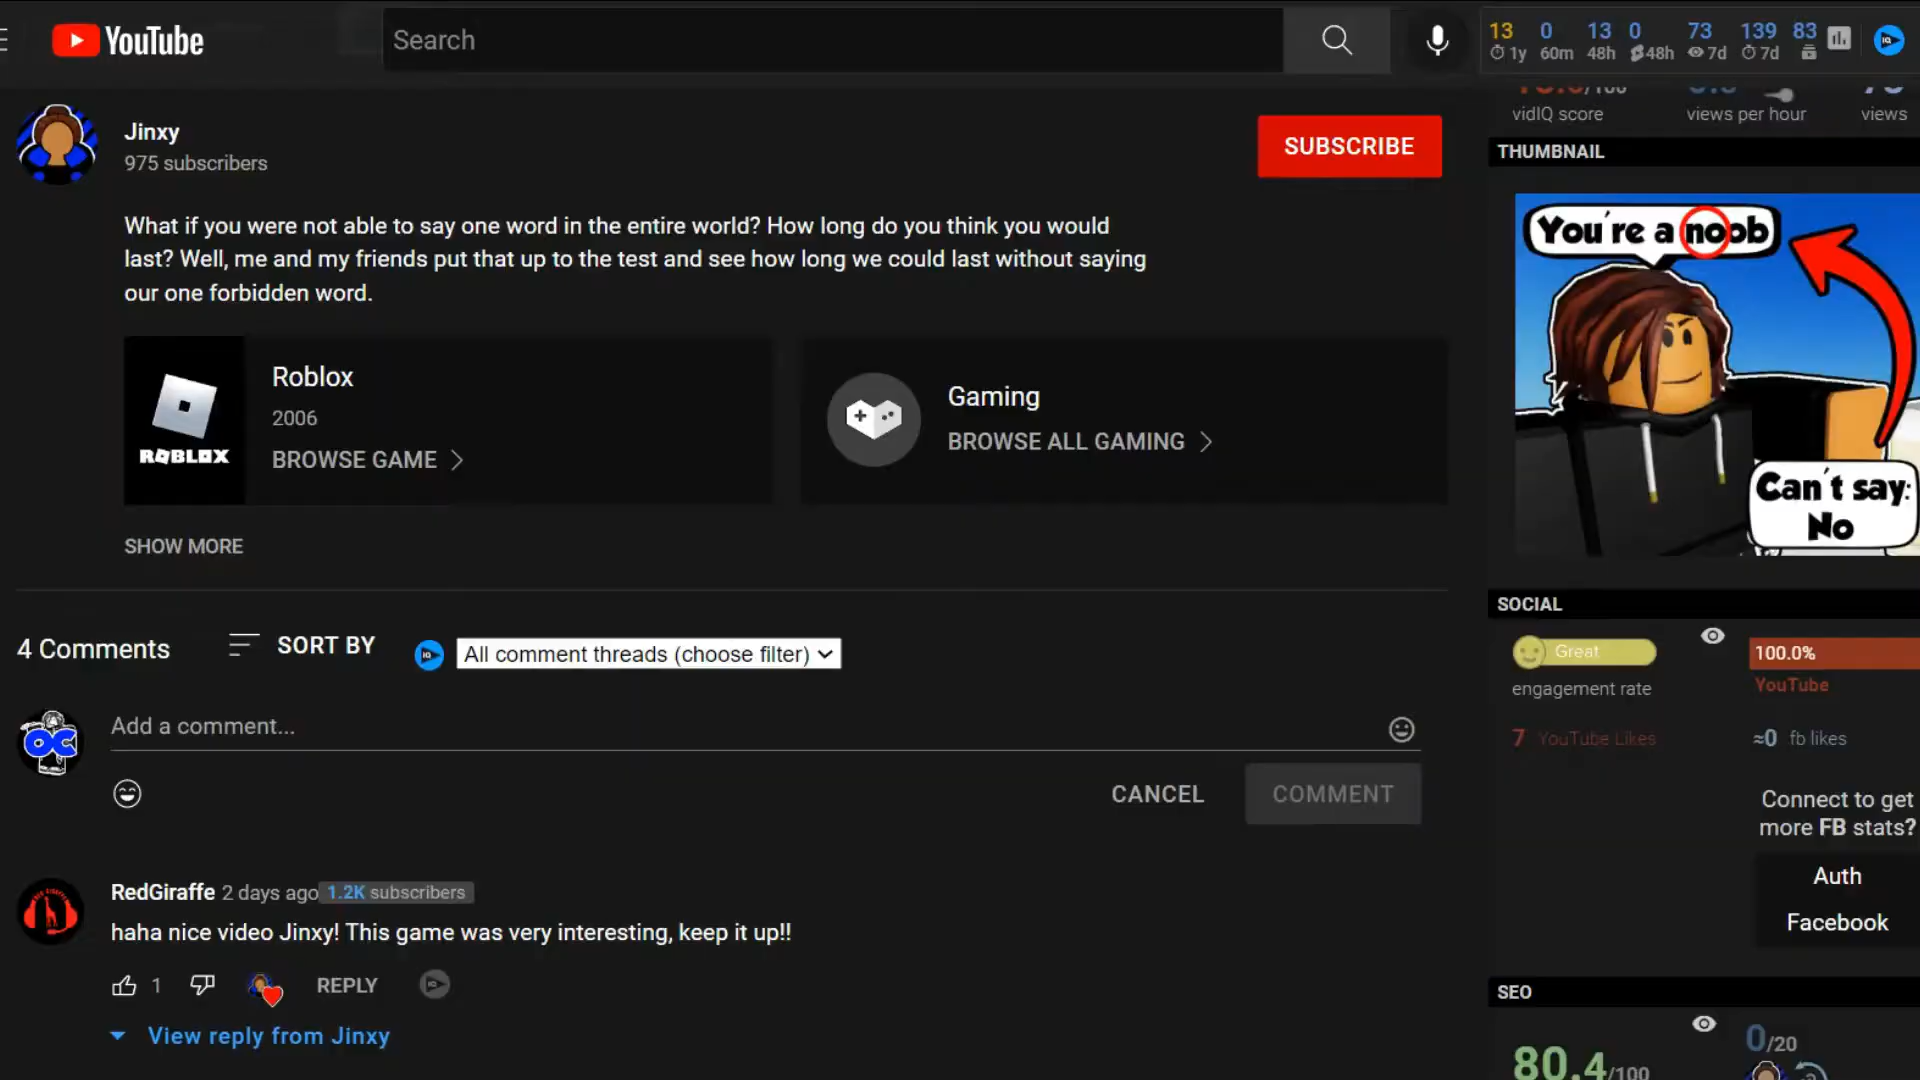 YouTube
Search
13 0 13 0 73 139 83
1y 60m 48h 48h 7d 7d
vidIQ score views per hour views
THUMBNAIL
Jinxy
975 subscribers
SUBSCRIBE
You're a noob
What if you were not able to say one word in the entire world? How long do you think you would
last? Well, me and my friends put that up to the test and see how long we could last without saying
our one forbidden word.
Roblox
2006
BROWSE GAME
ROBLOX
Gaming
BROWSE ALL GAMING
Can't say:
No
SHOW MORE
SOCIAL
4 Comments
SORT BY
IQ
All comment threads (choose filter)
Great
engagement rate
100.0%
YouTube
7 YouTube Likes
≈0 fb likes
OC
Add a comment...
CANCEL
COMMENT
Connect to get
more FB stats?
Auth
Facebook
RedGiraffe 2 days ago 1.2K subscribers
haha nice video Jinxy! This game was very interesting, keep it up!!
1
REPLY
View reply from Jinxy
SEO
80.4/100
0/20